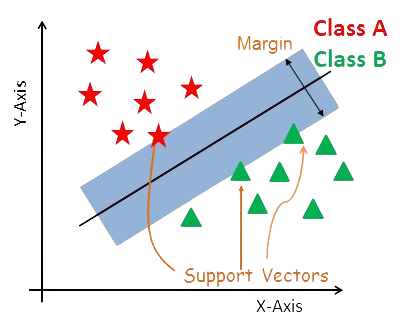 Class A
Margin
Class B
Y-Axis
Support Vectors
X-Axis